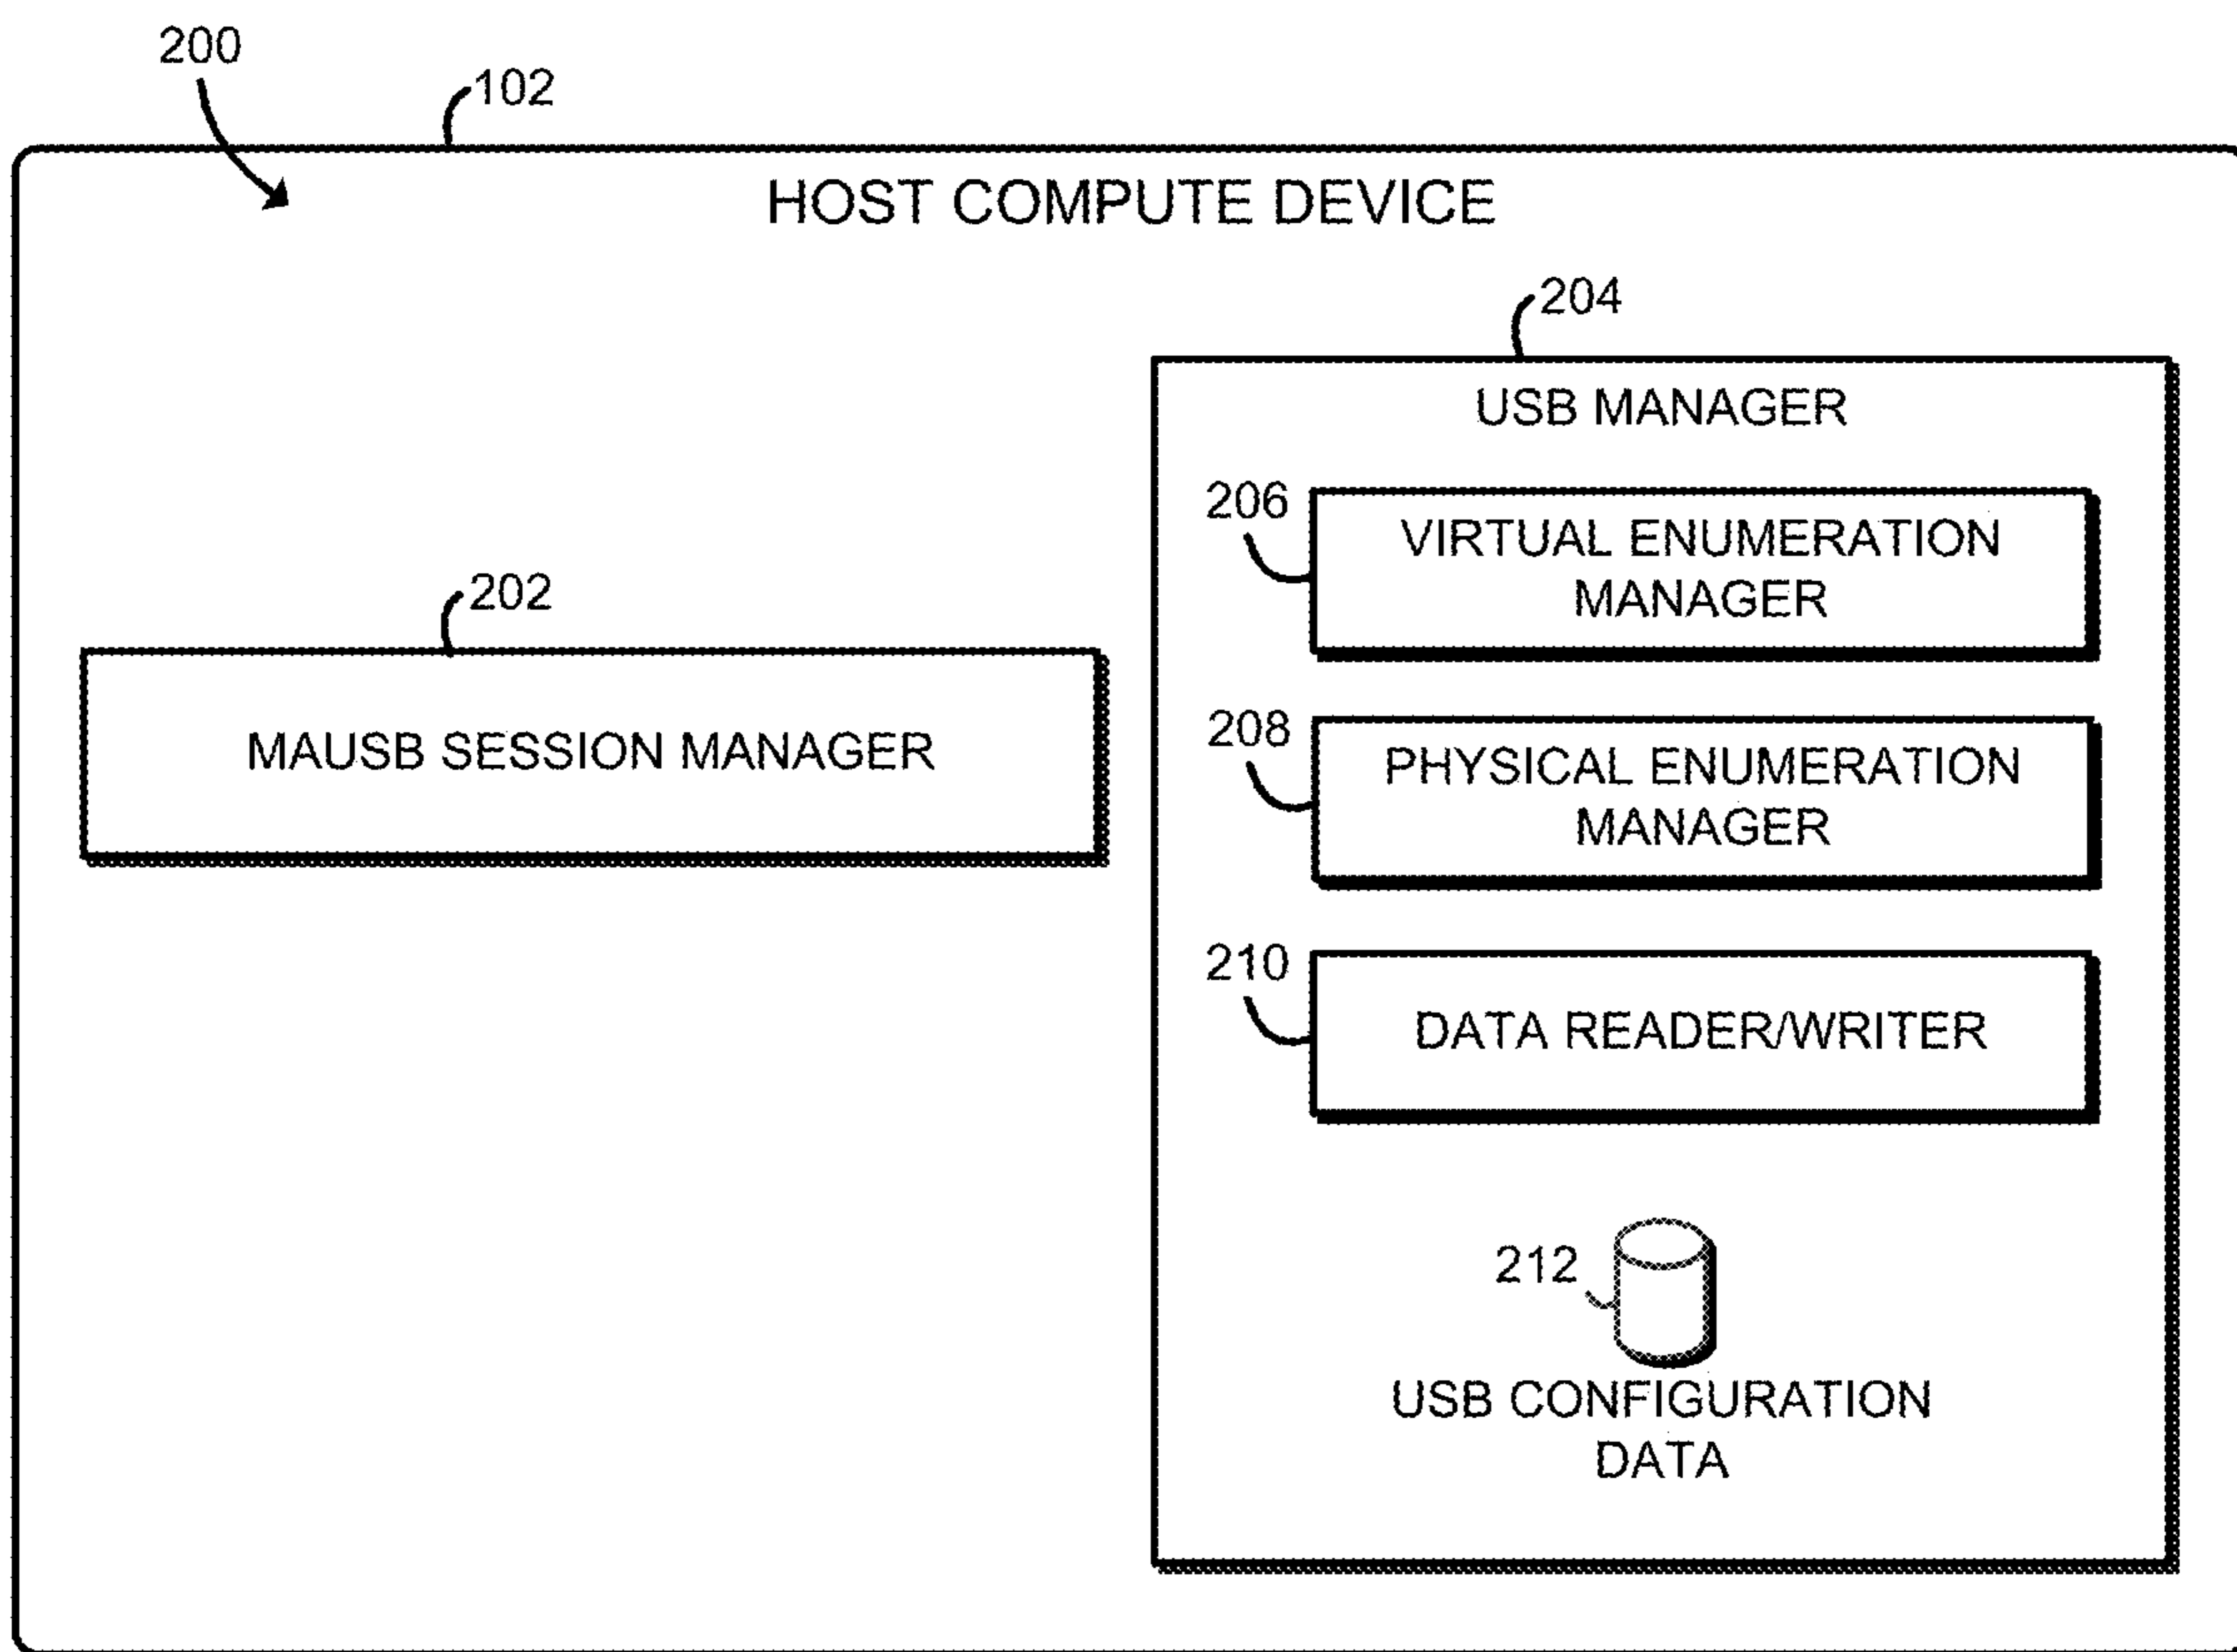 200
102
HOST COMPUTE DEVICE
204
USB MANAGER
206
VIRTUAL ENUMERATION
MANAGER
202
MAUSB SESSION MANAGER
208
PHYSICAL ENUMERATION
MANAGER
210
DATA READER/WRITER
212
USB CONFIGURATION
DATA